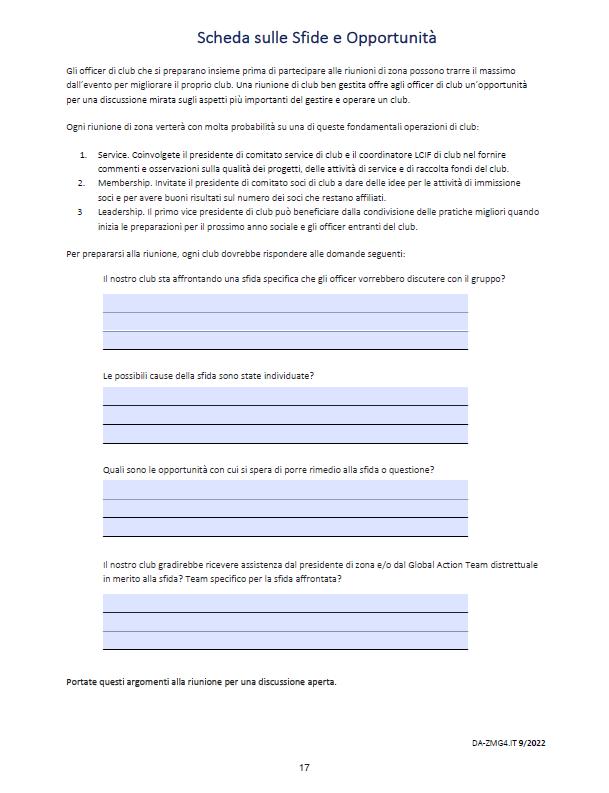 Scheda sulle Sfide e Opportunità
Gli officer di club che si preparano insieme prima di partecipare alle riunioni di zona possono trarre il massimo
dall’evento per migliorare il proprio club. Una riunione di club ben gestita offre agli officer di club un’opportunità
per una discussione mirata sugli aspetti più importanti del gestire e operare un club.
Ogni riunione di zona verterà con molta probabilità su una di queste fondamentali operazioni di club:
1. Service. Coinvolgete il presidente di comitato service di club e il coordinatore LCIF di club nel fornire
commenti e osservazioni sulla qualità dei progetti, delle attività di service e di raccolta fondi del club.
2. Membership. Invitate il presidente di comitato soci di club a dare delle idee per le attività di immissione
soci e per avere buoni risultati sul numero dei soci che restano affiliati.
3 Leadership. Il primo vice presidente di club può beneficiare dalla condivisione delle pratiche migliori quando
inizia le preparazioni per il prossimo anno sociale e gli officer entranti del club.
Per prepararsi alla riunione, ogni club dovrebbe rispondere alle domande seguenti:
Il nostro club sta affrontando una sfida specifica che gli officer vorrebbero discutere con il gruppo?
Le possibili cause della sfida sono state individuate?
Quali sono le opportunità con cui si spera di porre rimedio alla sfida o questione?
Il nostro club gradirebbe ricevere assistenza dal presidente di zona e/o dal Global Action Team distrettuale
in merito alla sfida? Team specifico per la sfida affrontata?
Portate questi argomenti alla riunione per una discussione aperta.
DA-ZMG4.IT 9/2022
17